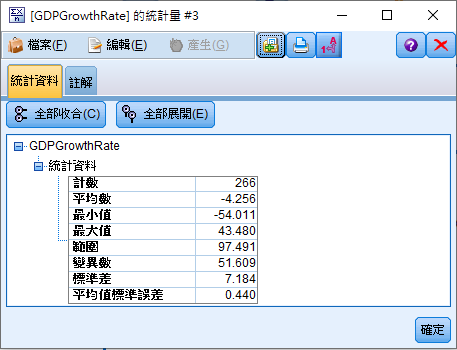 [GDPGrowthRate] 的統計量 #3
檔案(F) 編輯(E) 產生(G)
統計資料 註解
全部收合(C) 全部展開(E)
GDPGrowthRate
統計資料
計數 266
平均數 -4.256
最小值 -54.011
最大值 43.480
範圍 97.491
變異數 51.609
標準差 7.184
平均值標準誤差 0.440
確定